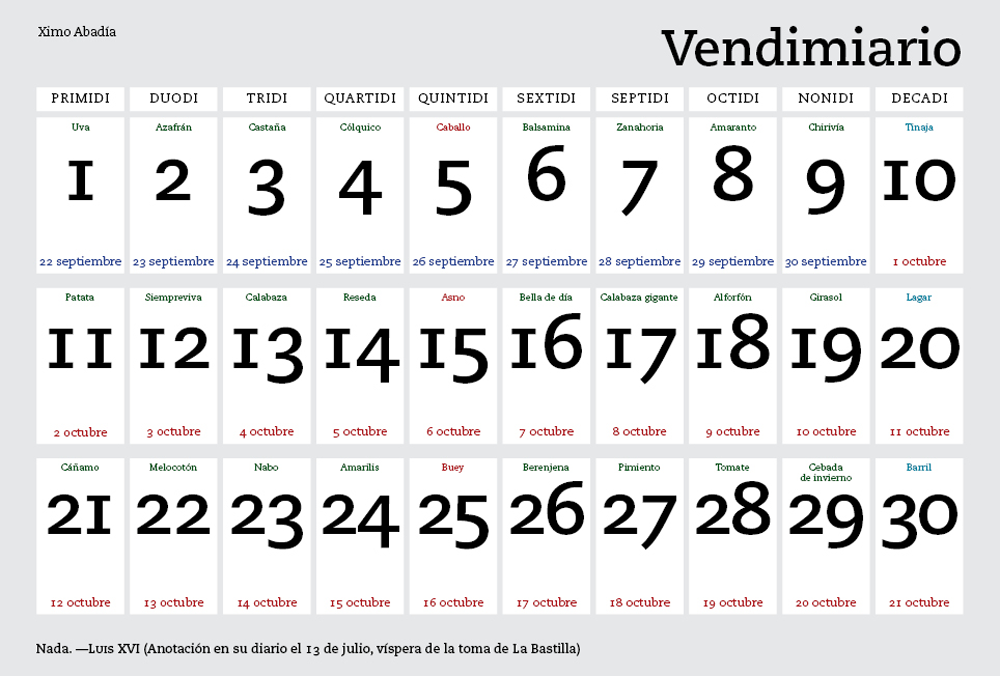 Ximo Abadía
Vendimiario
PRIMIDI DUODI TRIDI QUARTIDI QUINTIDI SEXTIDI SEPTIDI OCTIDI NONIDI DECADI
Uva Azafrán Castaña Cólquico Caballo Balsamina Zanahoria Amaranto Chirivía Tinaja
1 2 3 4 5 6 7 8 9 10
22 septiembre 23 septiembre 24 septiembre 25 septiembre 26 septiembre 27 septiembre 28 septiembre 29 septiembre 30 septiembre 1 octubre
Patata Siempreviva Calabaza Reseda Asno Bella de día Calabaza gigante Alforfón Girasol Lagar
11 12 13 14 15 16 17 18 19 20
2 octubre 3 octubre 4 octubre 5 octubre 6 octubre 7 octubre 8 octubre 9 octubre 10 octubre 11 octubre
Cáñamo Melocotón Nabo Amarilis Buey Berenjena Pimiento Tomate Cebada Barril
de invierno
21 22 23 24 25 26 27 28 29 30
12 octubre 13 octubre 14 octubre 15 octubre 16 octubre 17 octubre 18 octubre 19 octubre 20 octubre 21 octubre
Nada. —Luis XVI (Anotación en su diario el 13 de julio, víspera de la toma de La Bastilla)